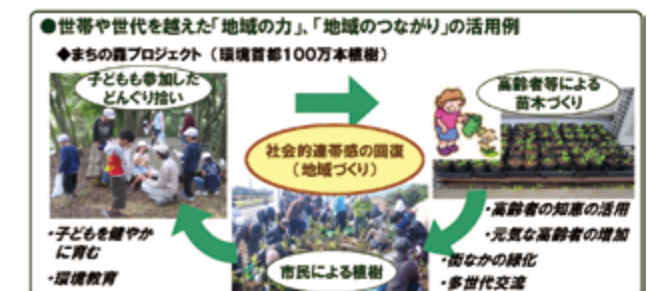 ●世帯や世代を越えた「地域の力」、「地域のつながり」の活用例
◆まちの森プロジェクト（環境首都100万本植樹）
子どもも参加した
どんぐり拾い
高齢者等による
苗木づくり
社会的連帯感の回復
（地域づくり）
・高齢者の知恵の活用
・元気な高齢者の増加
・子どもを健やか
に育む
・環境教育
市民による植樹
・街なかの緑化
・多世代交流